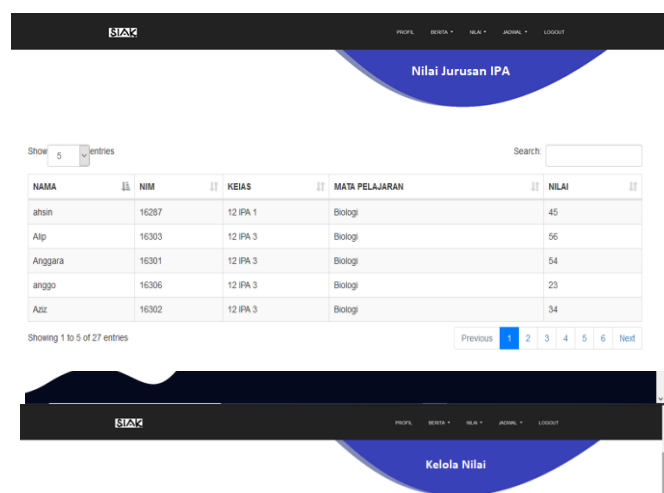 SIAK PROFIL BERITA NILAI JADWAL LOGOUT
Nilai Jurusan IPA
Show 5 entries Search:
NAMA NIM KElAS MATA PELAJARAN NILAI
ahsin 16287 12 IPA 1 Biologi 45
Alip 16303 12 IPA 3 Biologi 56
Anggara 16301 12 IPA 3 Biologi 54
anggo 16306 12 IPA 3 Biologi 23
Aziz 16302 12 IPA 3 Biologi 34
Showing 1 to 5 of 27 entries Previous 1 2 3 4 5 6 Next
SIAK PROFIL BERITA NILAI JADWAL LOGOUT
Kelola Nilai